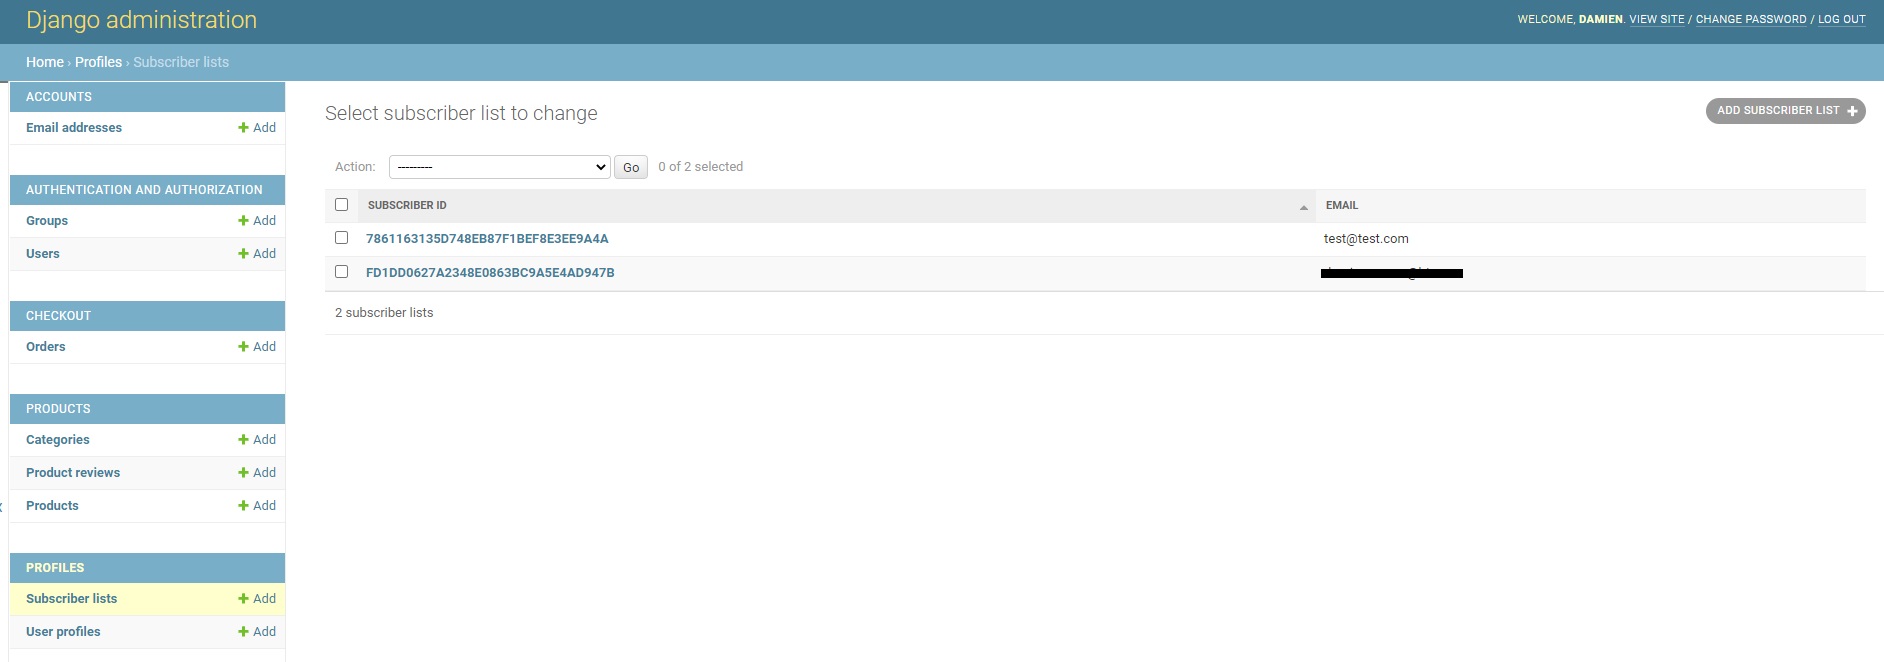 Django administration
WELCOME, DAMIEN. VIEW SITE / CHANGE PASSWORD / LOG OUT
Home › Profiles › Subscriber lists
ACCOUNTS
Email addresses Add
AUTHENTICATION AND AUTHORIZATION
Groups Add
Users Add
CHECKOUT
Orders Add
PRODUCTS
Categories Add
Product reviews Add
Products Add
PROFILES
Subscriber lists Add
User profiles Add
Select subscriber list to change
ADD SUBSCRIBER LIST
Action: --------- Go 0 of 2 selected
SUBSCRIBER ID EMAIL
7861163135D748EB87F1BEF8E3EE9A4A test@test.com
FD1DD0627A2348E0863BC9A5E4AD947B
2 subscriber lists